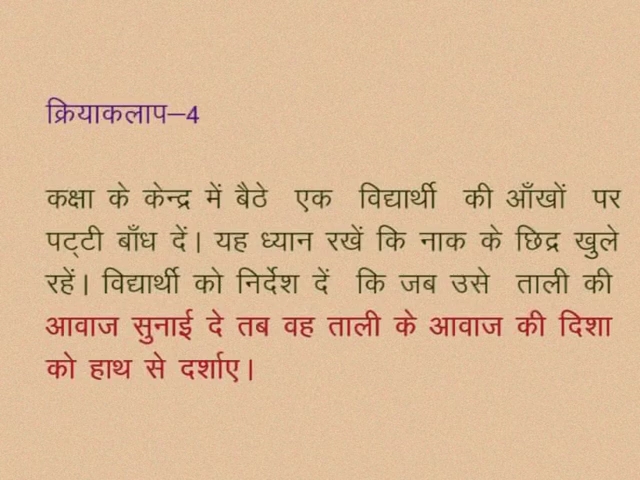 क्रियाकलाप–4
कक्षा के केन्द्र में बैठे एक विद्यार्थी की आँखों पर
पट्टी बाँध दें। यह ध्यान रखें कि नाक के छिद्र खुले
रहें। विद्यार्थी को निर्देश दें कि जब उसे ताली की
आवाज सुनाई दे तब वह ताली के आवाज की दिशा
को हाथ से दर्शाए।